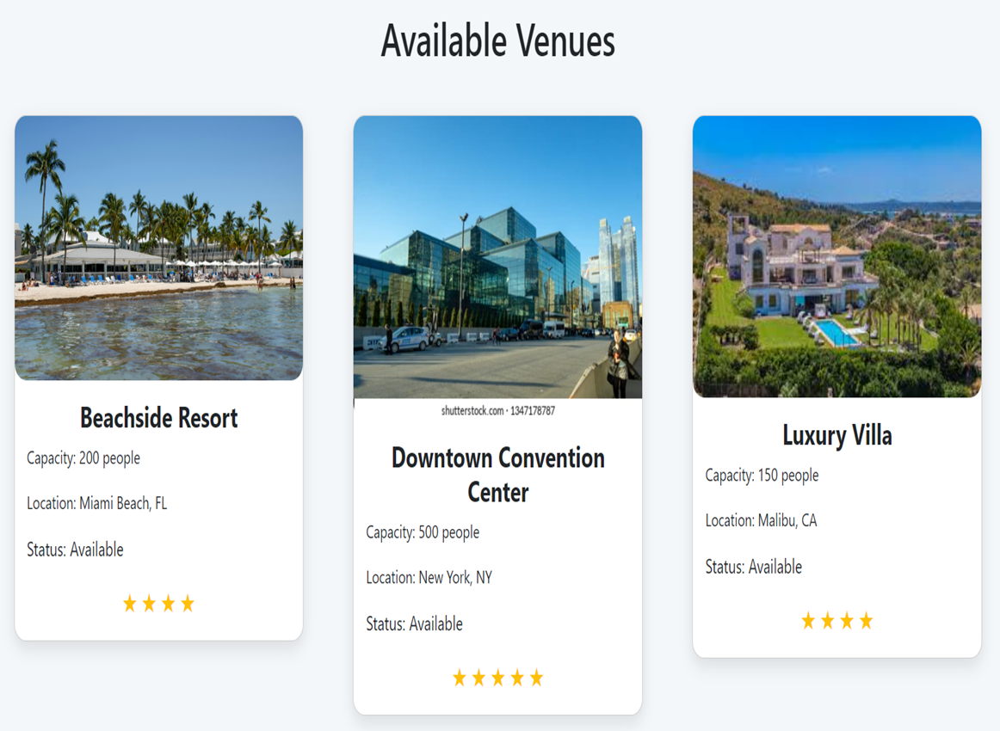 Available Venues
Beachside Resort
Capacity: 200 people
Location: Miami Beach, FL
Status: Available
★★★★
shutterstock.com · 1347178787
Downtown Convention
Center
Capacity: 500 people
Location: New York, NY
Status: Available
★★★★★
Luxury Villa
Capacity: 150 people
Location: Malibu, CA
Status: Available
★★★★